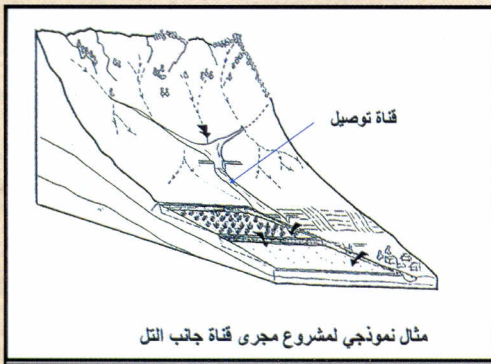 قناة توصيل
مثال نموذجي لمشروع مجرى قناة جانب التل